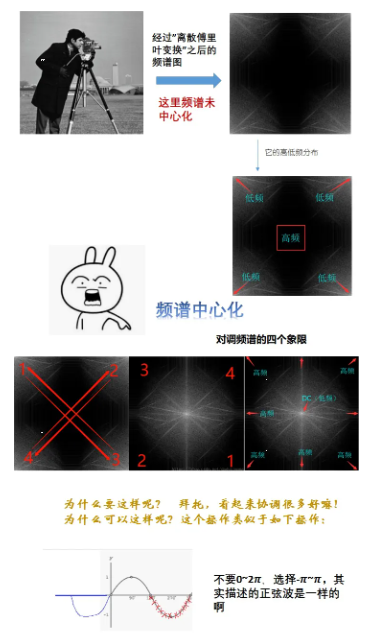 经过"离散傅里
叶变换"之后的
频谱图
这里频谱未
中心化
它的高低频分布
低频
低频
高频
低频
低频
频谱中心化
对调频谱的四个象限
1
2
4
3
3
4
2
1
高频
高频
DC(低频)
高频
高频
高频
高频
为什么要这样呢? 拜托,看起来协调很多好嘛!
为什么可以这样呢?这个操作类似于如下操作:
不要0~2π, 选择-π~π,其
实描述的正弦波是一样的
啊